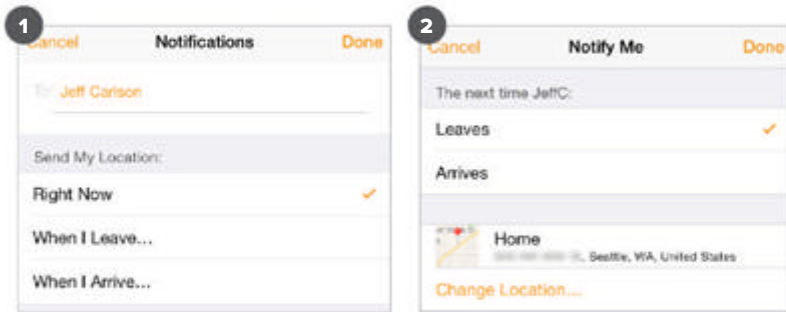 1
Cancel Notifications Done
To: Jeff Carlson
Send My Location:
Right Now
When I Leave...
When I Arrive...
2
Cancel Notify Me Done
The next time JeffC:
Leaves
Arrives
Home
, Seattle, WA, United States
Change Location...